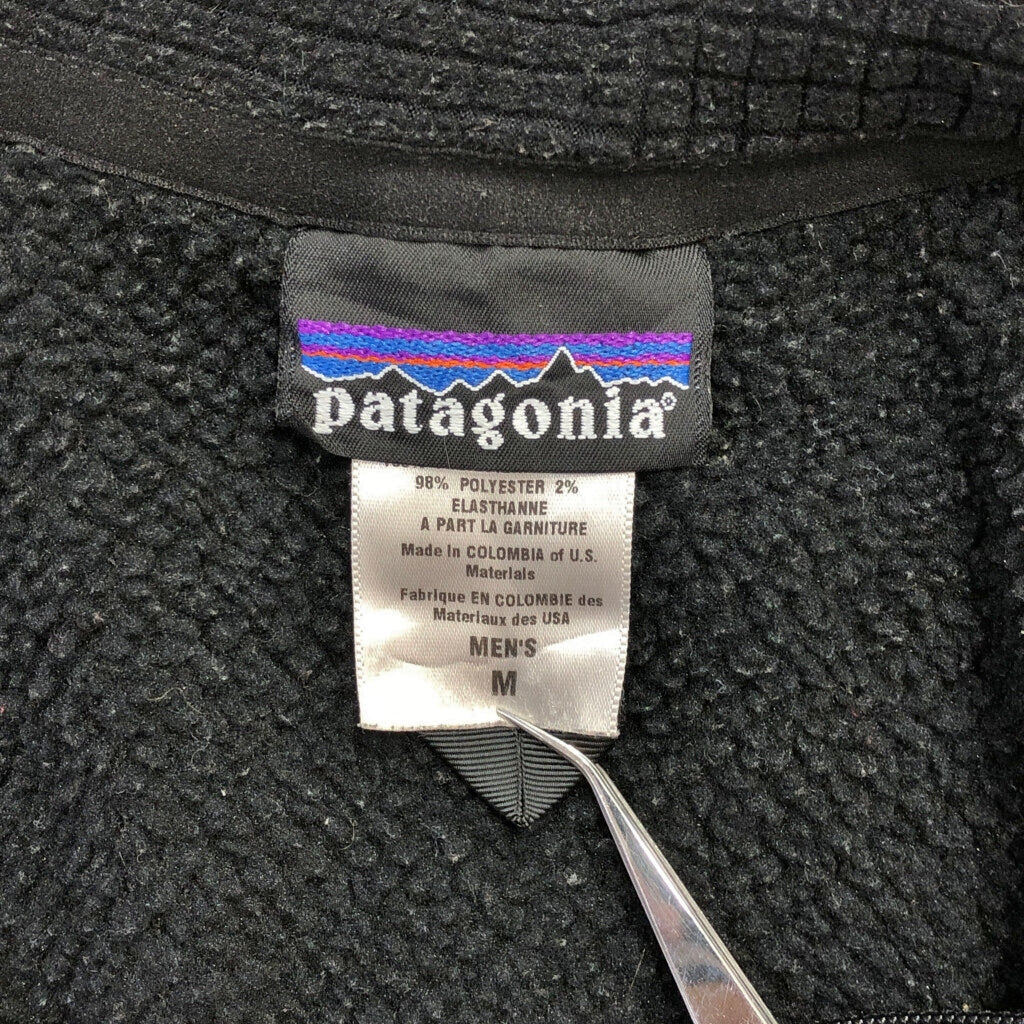 patagonia®
98% POLYESTER 2%
ELASTHANNE
A PART LA GARNITURE
Made in COLOMBIA of U.S.
Materials
Fabrique EN COLOMBIE des
Materiaux des USA
MEN'S
M